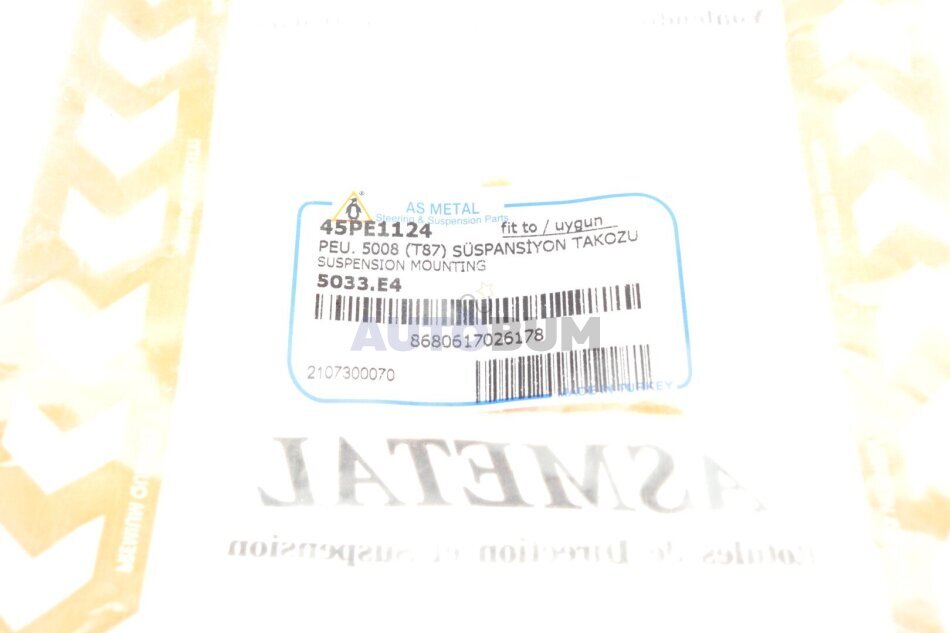 AS METAL
Steering & Suspension Parts
45PE1124 fit to / uygun
PEU. 5008 (T87) SÜSPANSİYON TAKOZU
SUSPENSION MOUNTING
5033.E4
AUTOBUM
8680617026178
2107300070
MADE IN TURKEY
ASMETAL
Rotules de Direction et Suspension